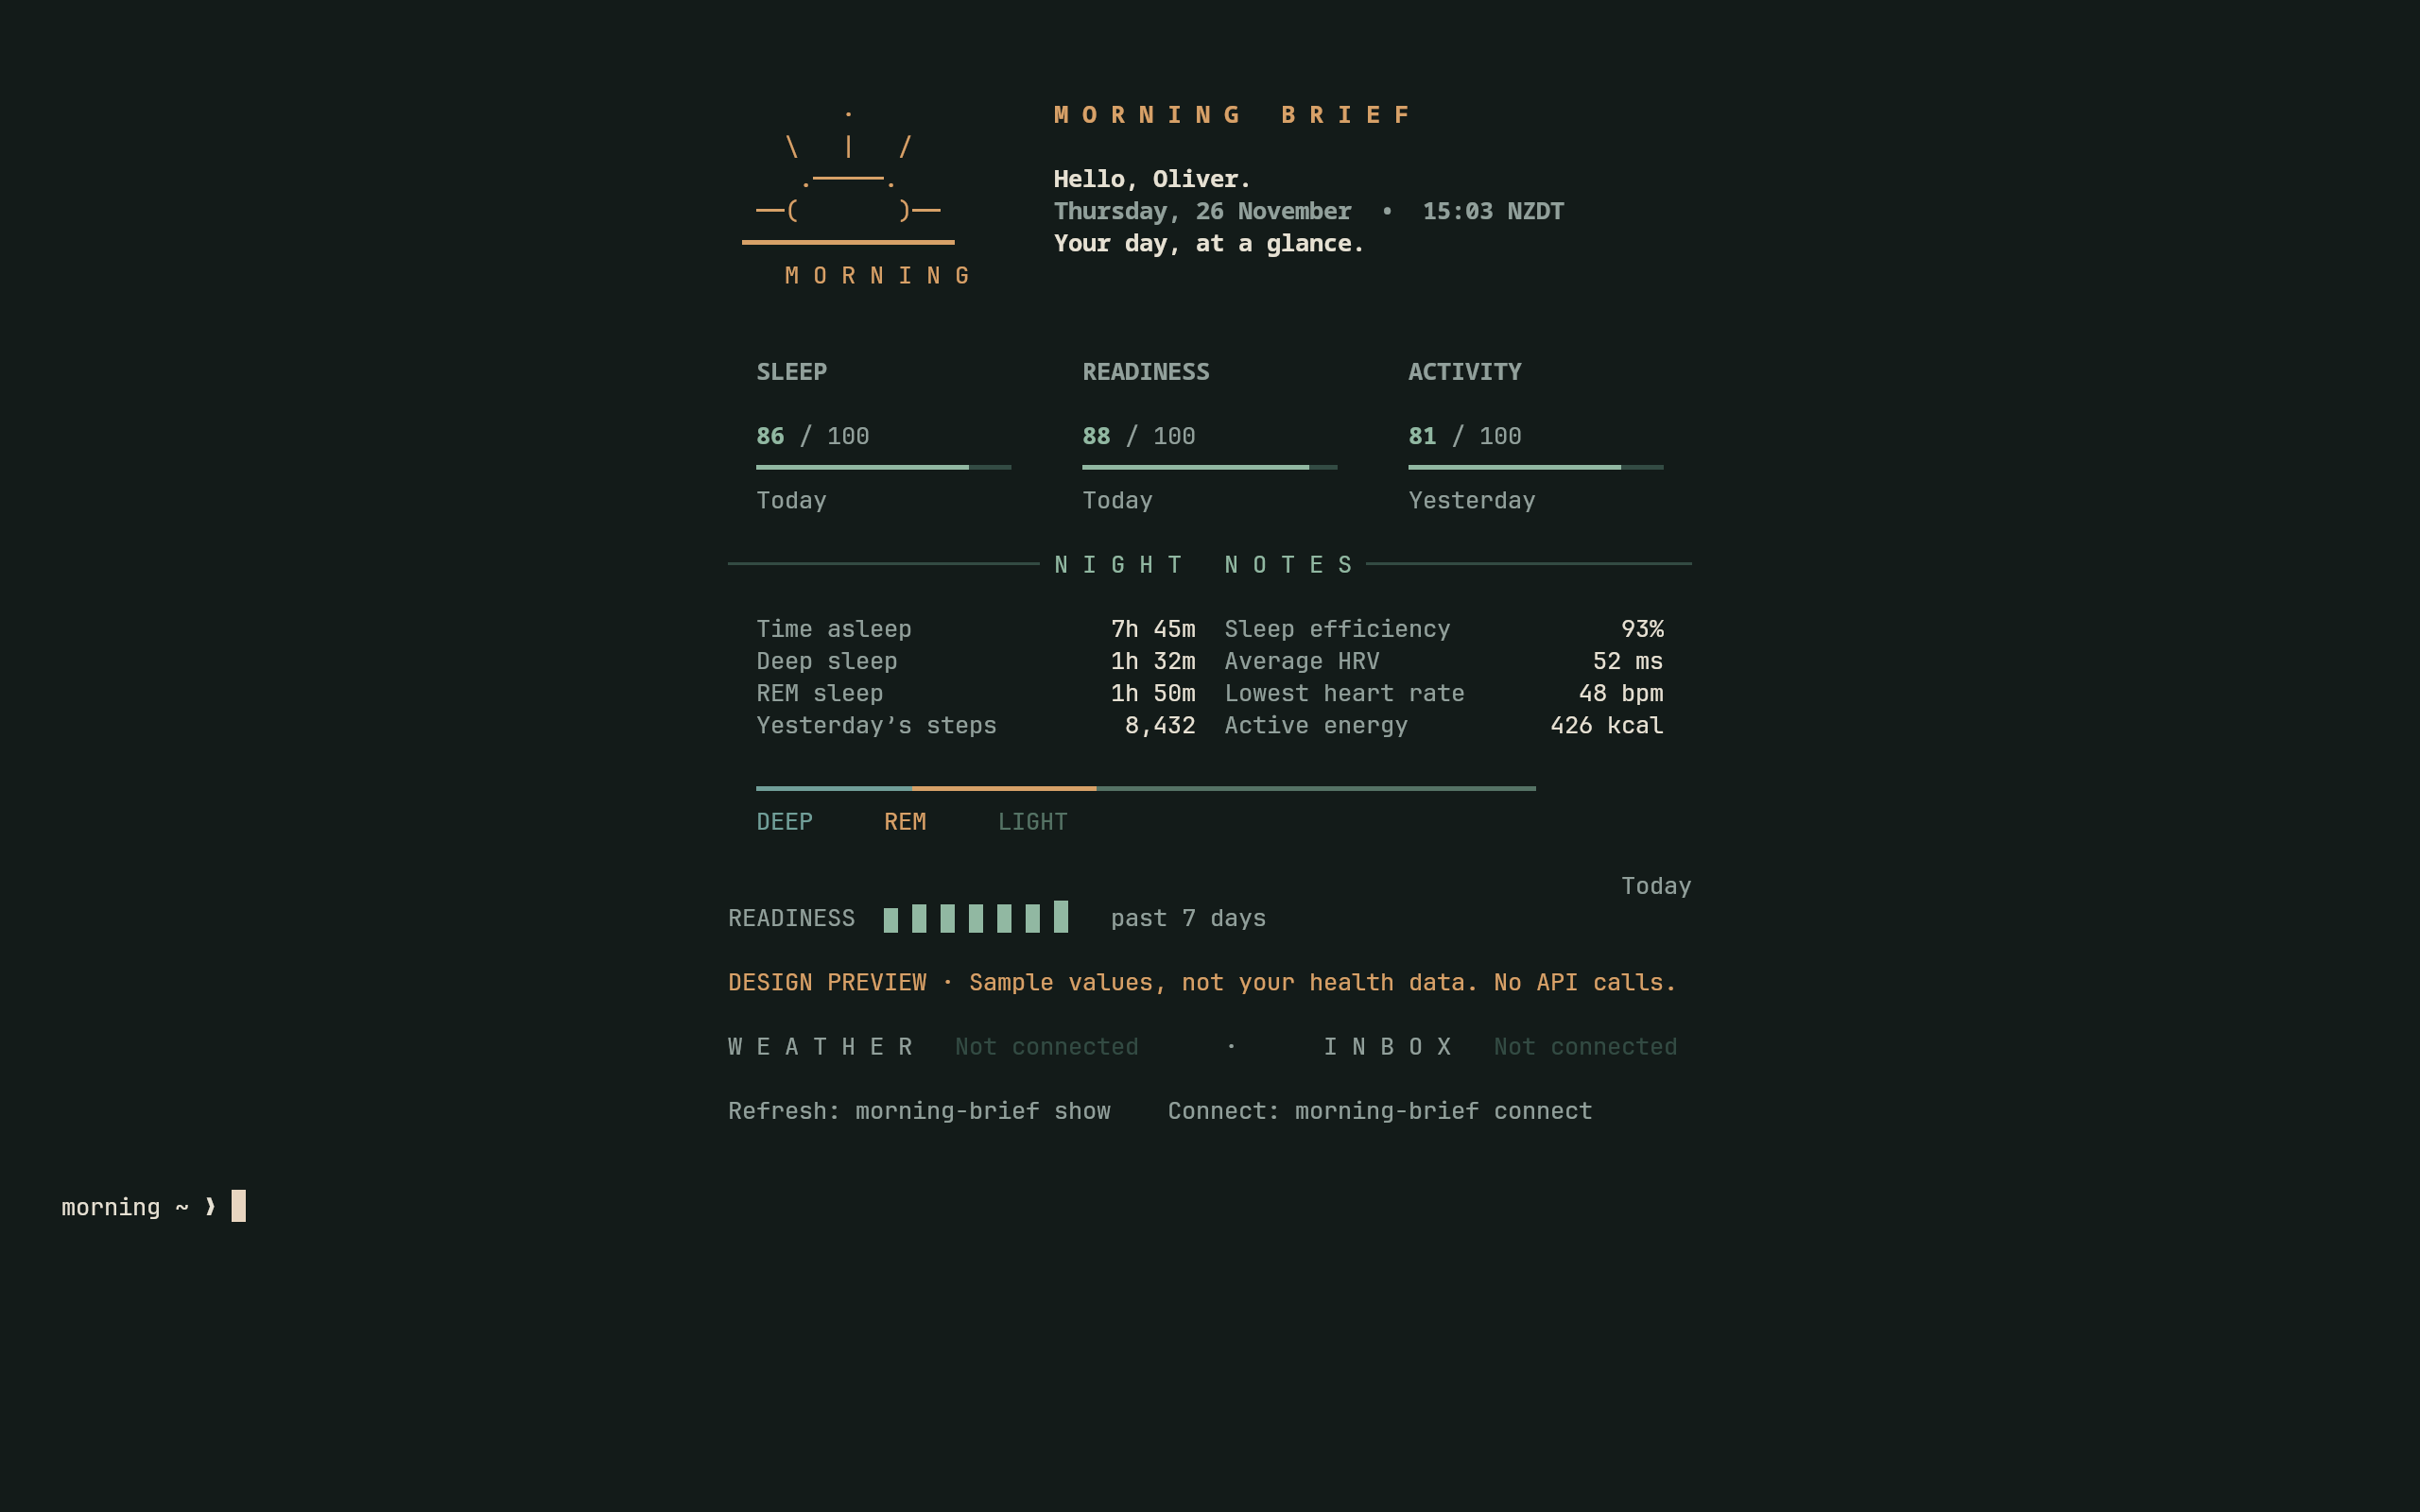 MORNING BRIEF
Hello, Oliver.
Thursday, 26 November • 15:03 NZDT
Your day, at a glance.
MORNING
SLEEP READINESS ACTIVITY
86 / 100 88 / 100 81 / 100
Today Today Yesterday
NIGHT NOTES
Time asleep 7h 45m Sleep efficiency 93%
Deep sleep 1h 32m Average HRV 52 ms
REM sleep 1h 50m Lowest heart rate 48 bpm
Yesterday’s steps 8,432 Active energy 426 kcal
DEEP REM LIGHT
Today
READINESS past 7 days
DESIGN PREVIEW · Sample values, not your health data. No API calls.
WEATHER Not connected · INBOX Not connected
Refresh: morning-brief show Connect: morning-brief connect
morning ~ ❯